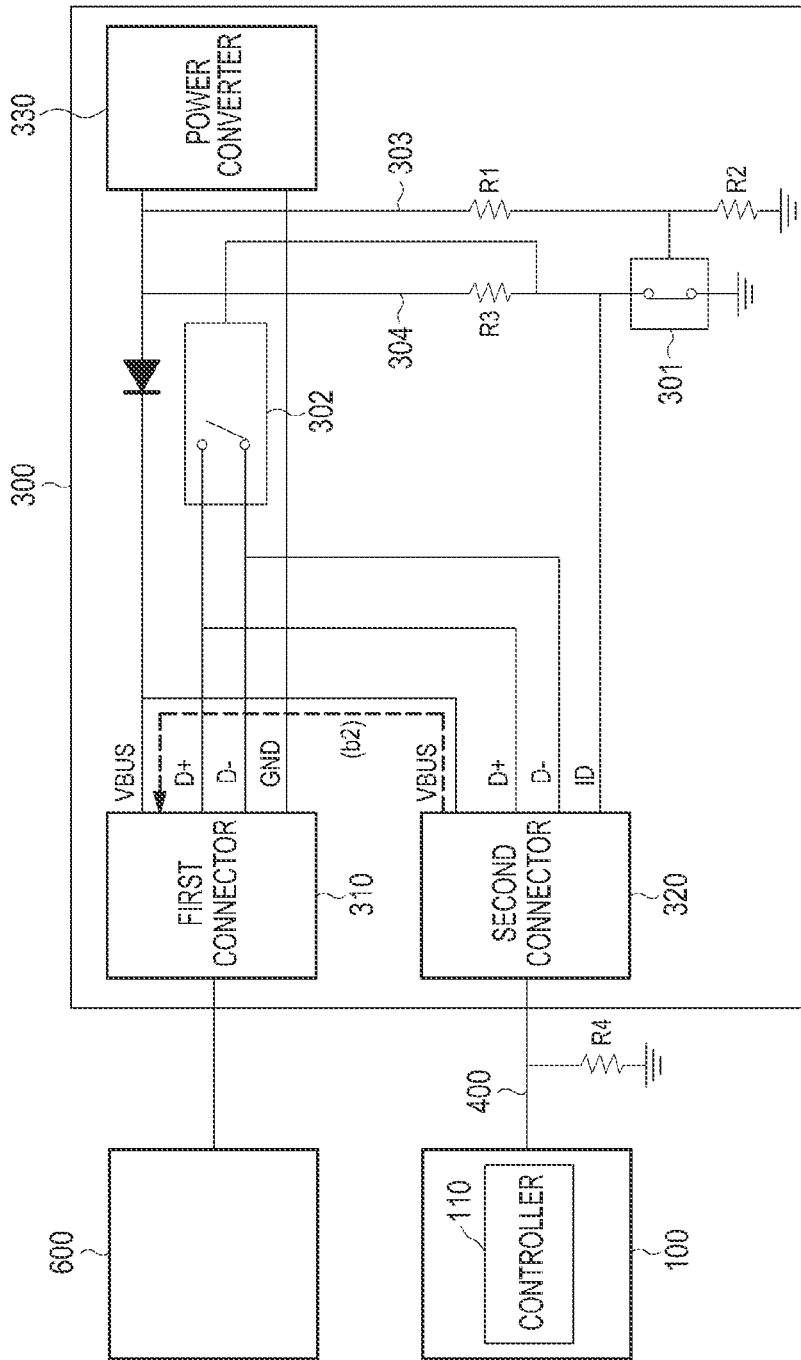 300
330
POWER
CONVERTER
303
R1
R2
304
R3
301
302
VBUS
D+
D-
GND
(b2)
VBUS
D+
D-
ID
FIRST
CONNECTOR
310
SECOND
CONNECTOR
320
400
R4
600
110
CONTROLLER
100